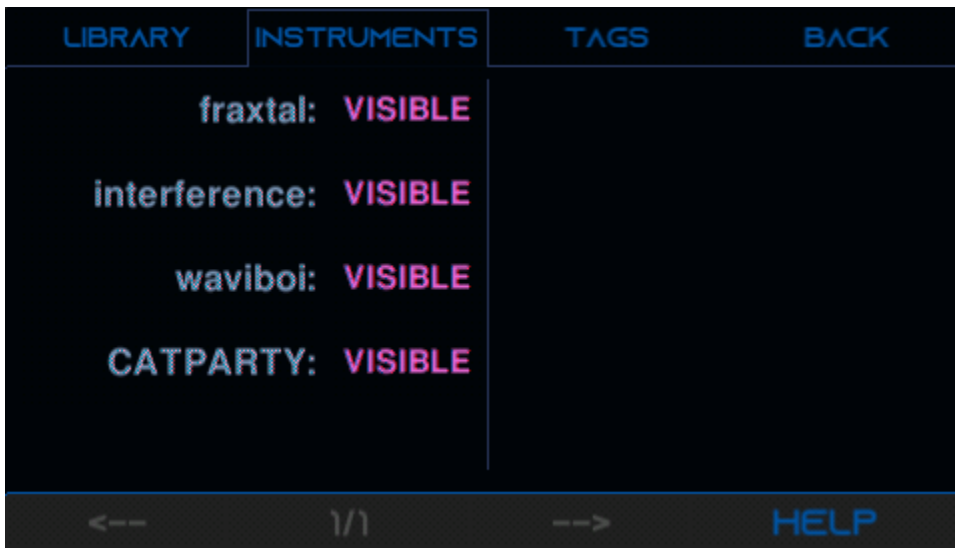 LIBRARY INSTRUMENTS TAGS BACK
fraxtal: VISIBLE
interference: VISIBLE
waviboi: VISIBLE
CATPARTY: VISIBLE
<-- 1/1 --> HELP